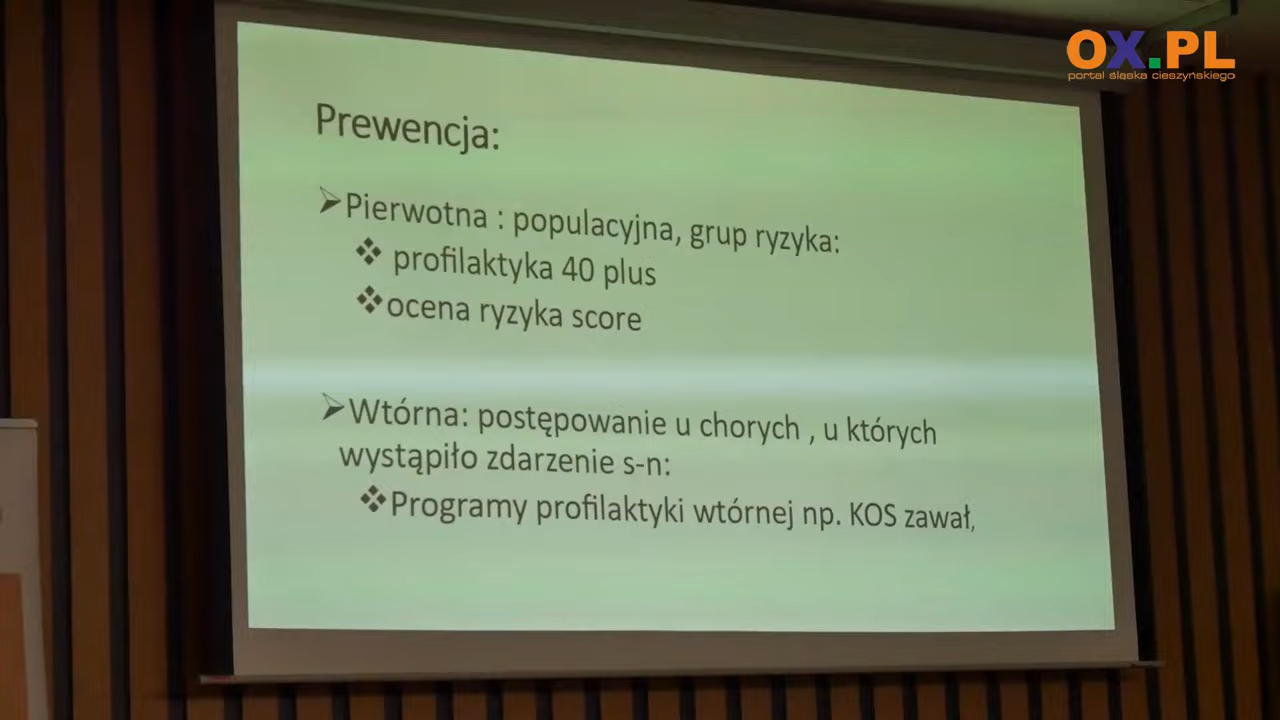 OX.PL
portal śląska cieszyńskiego
Prewencja:
Pierwotna : populacyjna, grup ryzyka:
profilaktyka 40 plus
ocena ryzyka score
Wtórna: postępowanie u chorych , u których
wystąpiło zdarzenie s-n:
Programy profilaktyki wtórnej np. KOS zawał,